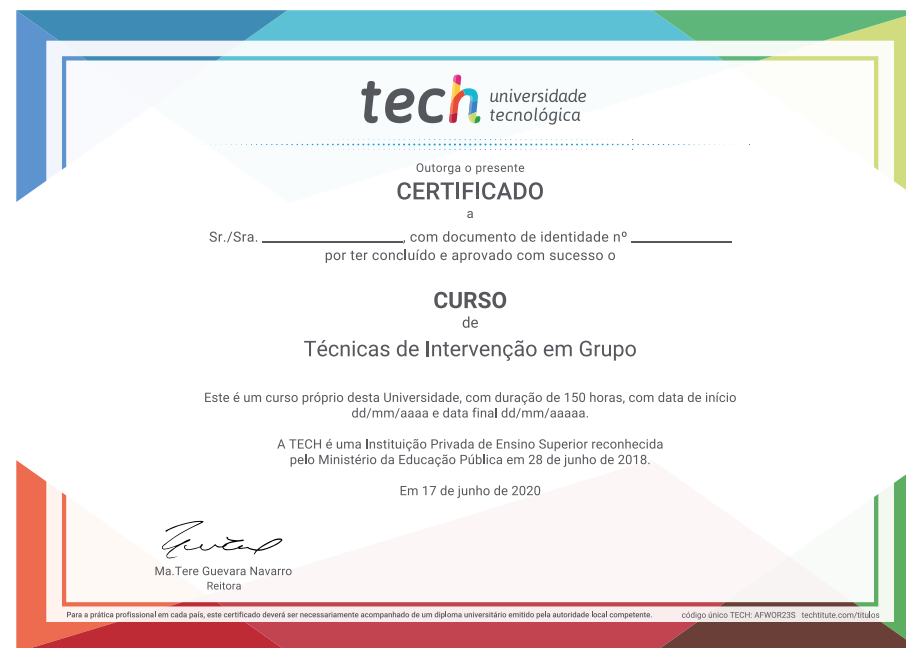 tech universidade
tecnológica
Outorga o presente
CERTIFICADO
a
Sr./Sra. ____________, com documento de identidade nº ____________
por ter concluído e aprovado com sucesso o
CURSO
de
Técnicas de Intervenção em Grupo
Este é um curso próprio desta Universidade, com duração de 150 horas, com data de início
dd/mm/aaaa e data final dd/mm/aaaaa.
A TECH é uma Instituição Privada de Ensino Superior reconhecida
pelo Ministério da Educação Pública em 28 de junho de 2018.
Em 17 de junho de 2020
Ma.Tere Guevara Navarro
Reitora
Para a prática profissional em cada país, este certificado deverá ser necessariamente acompanhado de um diploma universitário emitido pela autoridade local competente. código único TECH: AFWOR23S techtitute.com/titulos